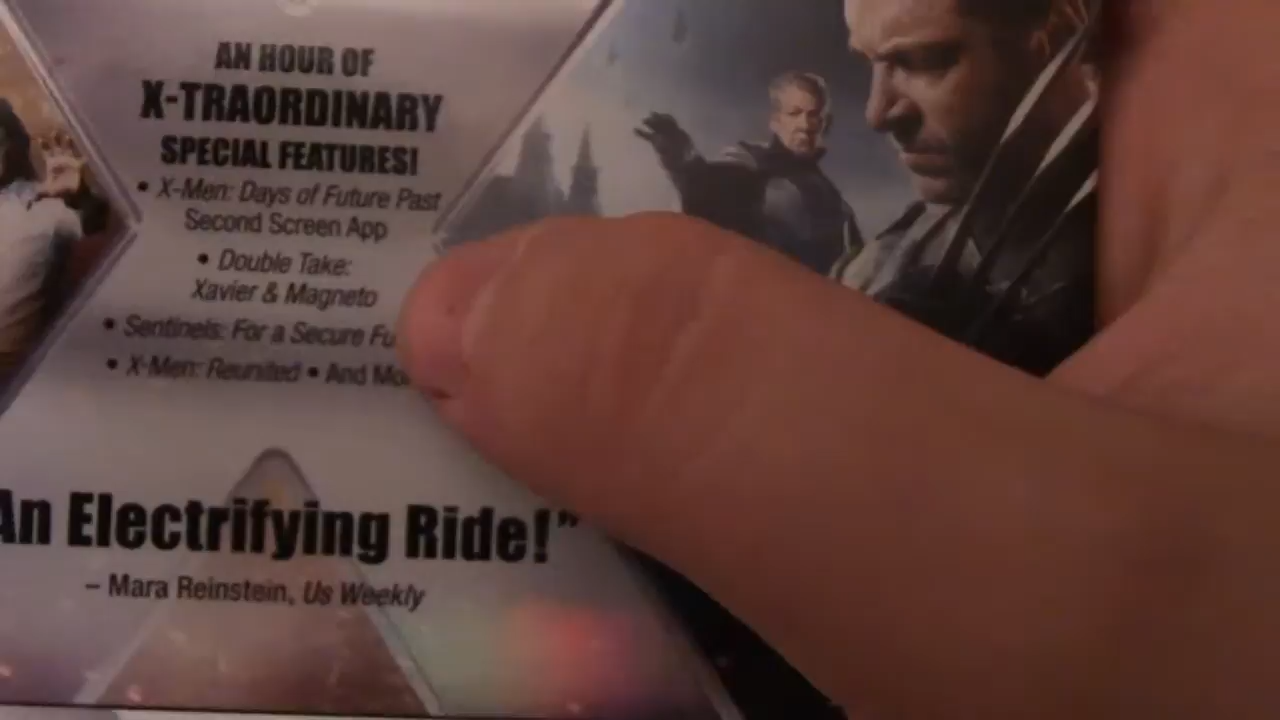 AN HOUR OF
X-TRAORDINARY
SPECIAL FEATURES!
• X-Men: Days of Future Past
Second Screen App
• Double Take:
Xavier & Magneto
• Sentinels: For a Secure
• X-Men: Reunited • And
An Electrifying Ride!”
– Mara Reinstein, Us Weekly